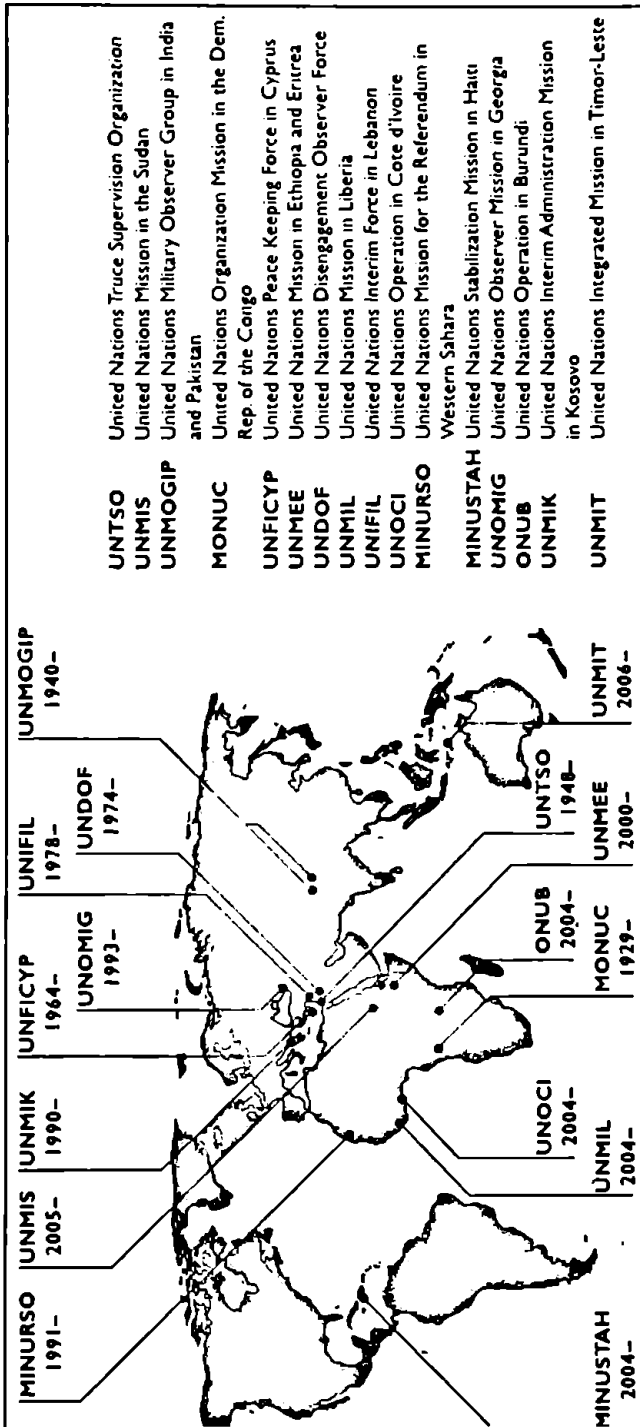 MINURSO
1991–
UNMIS
2005–
UNMIK
1990–
UNFICYP
1964–
UNOMIG
1993–
UNIFIL
1978–
UNDOF
1974–
UNMOGIP
1940–
MINUSTAH
2004–
UNMIL
2004–
UNOCI
2004–
MONUC
1929–
ONUB
2004–
UNMEE
2000–
UNTSO
1948–
UNMIT
2006–
UNTSO United Nations Truce Supervision Organization
UNMIS United Nations Mission in the Sudan
UNMOGIP United Nations Military Observer Group in India
and Pakistan
MONUC United Nations Organization Mission in the Dem.
Rep. of the Congo
UNFICYP United Nations Peace Keeping Force in Cyprus
UNMEE United Nations Mission in Ethiopia and Eritrea
UNDOF United Nations Disengagement Observer Force
UNMIL United Nations Mission in Liberia
UNIFIL United Nations Interim Force in Lebanon
UNOCI United Nations Operation in Cote d'Ivoire
MINURSO United Nations Mission for the Referendum in
Western Sahara
MINUSTAH United Nations Stabilization Mission in Haiti
UNOMIG United Nations Observer Mission in Georgia
ONUB United Nations Operation in Burundi
UNMIK United Nations Interim Administration Mission
in Kosovo
UNMIT United Nations Integrated Mission in Timor-Leste